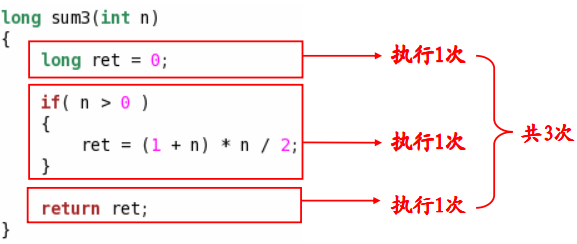 long sum3(int n)
{
long ret = 0;
执行1次
if( n > 0 )
{
ret = (1 + n) * n / 2;
执行1次
}
共3次
return ret;
执行1次
}